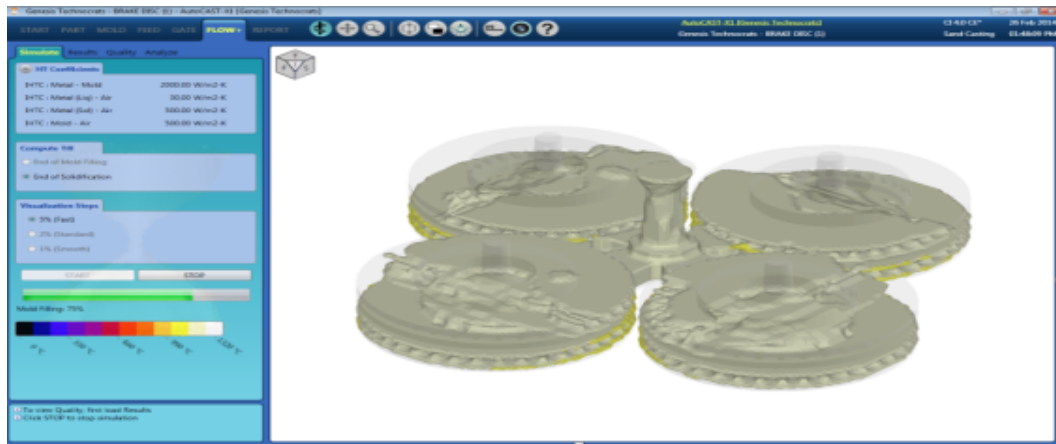 Genesis Technocrats - BRAKE DISC (S) - AutoCAST-X1 [Genesis Technocrats]
START PART MOLD FEED GATE FLOW+ REPORT
AutoCAST-X1 [Genesis Technocrats]
Genesis Technocrats - BRAKE DISC (S)
Sand Casting
Simulate Results Quality Analyze
HT Coefficients
IHTC : Metal - Mold 2000.00 W/m2-K
IHTC : Metal (Liq) - Air 30.00 W/m2-K
IHTC : Metal (Sol) - Air 500.00 W/m2-K
IHTC : Mold - Air 500.00 W/m2-K
Compute Till
End of Mold Filling
End of Solidification
Visualization Steps
5% (Fast)
2% (Standard)
1% (Smooth)
START STOP
Mold Filling: 75%
To view Quality, first load Results
Click STOP to stop simulation